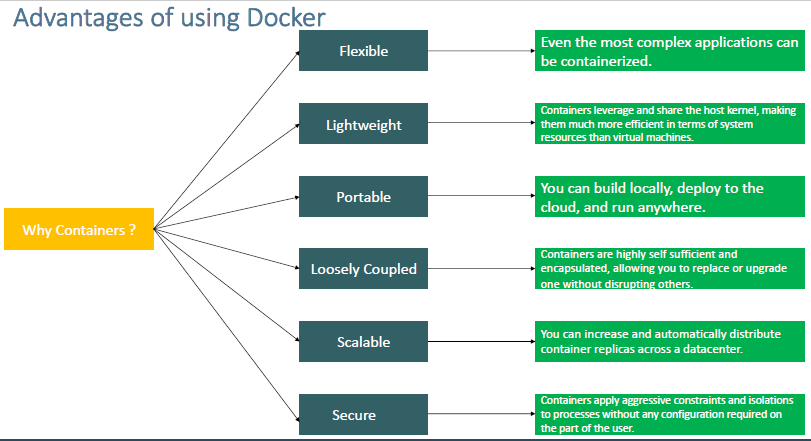 Advantages of using Docker
Flexible
Even the most complex applications can
be containerized.
Lightweight
Containers leverage and share the host kernel, making
them much more efficient in terms of system
resources than virtual machines.
Portable
You can build locally, deploy to the
cloud, and run anywhere.
Why Containers ?
Loosely Coupled
Containers are highly self sufficient and
encapsulated, allowing you to replace or upgrade
one without disrupting others.
Scalable
You can increase and automatically distribute
container replicas across a datacenter.
Secure
Containers apply aggressive constraints and isolations
to processes without any configuration required on
the part of the user.